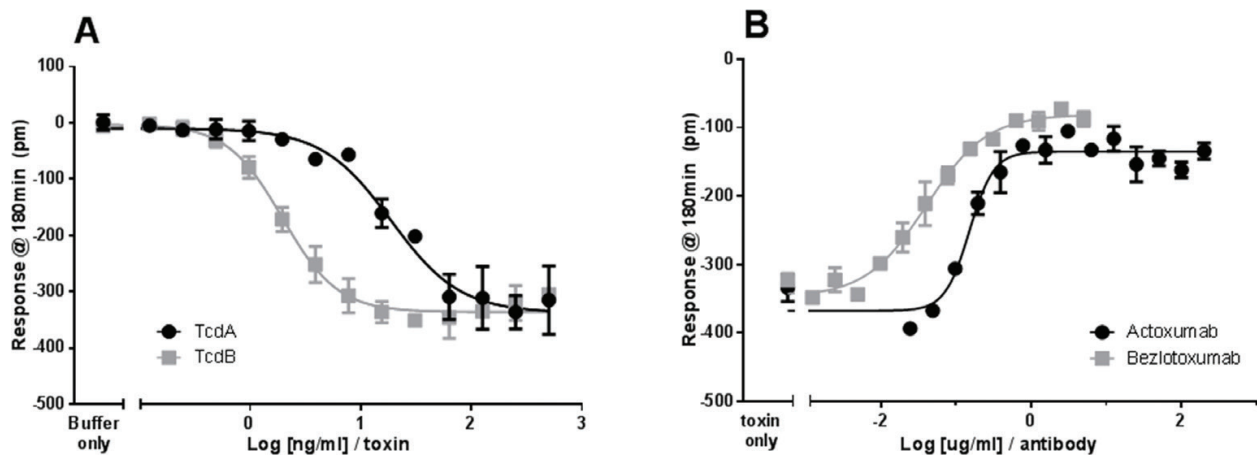 A
Response @ 180min (pm)
100
0
-100
-200
-300
-400
-500
TcdA
TcdB
Buffer
only
0
1
2
3
Log [ng/ml] / toxin
B
Response @ 180min (pm)
0
-100
-200
-300
-400
-500
Actoxumab
Bezlotoxumab
toxin
only
-2
0
2
Log [ug/ml] / antibody